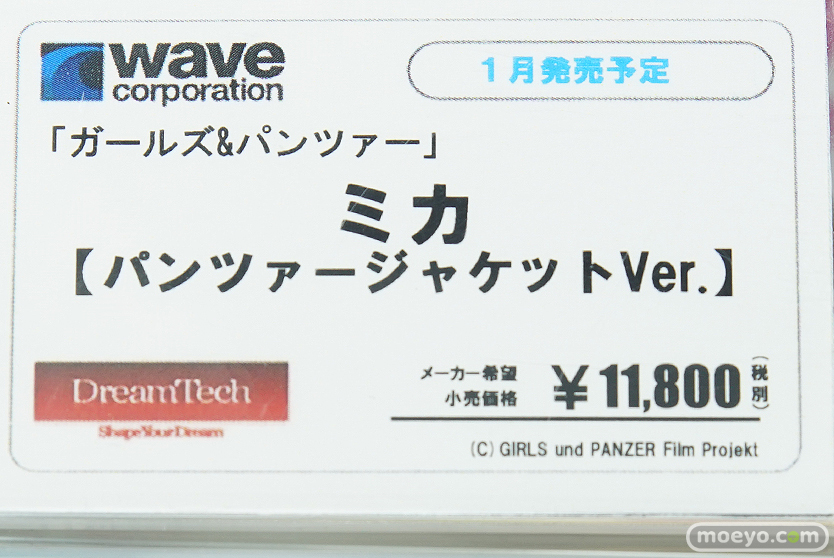 wave
corporation
1月発売予定
「ガールズ&パンツァー」
ミカ
【パンツァージャケットVer.】
DreamTech
Shape Your Dream
メーカー希望
小売価格
¥11,800(税別)
(C) GIRLS und PANZER Film Projekt
moeyo.com